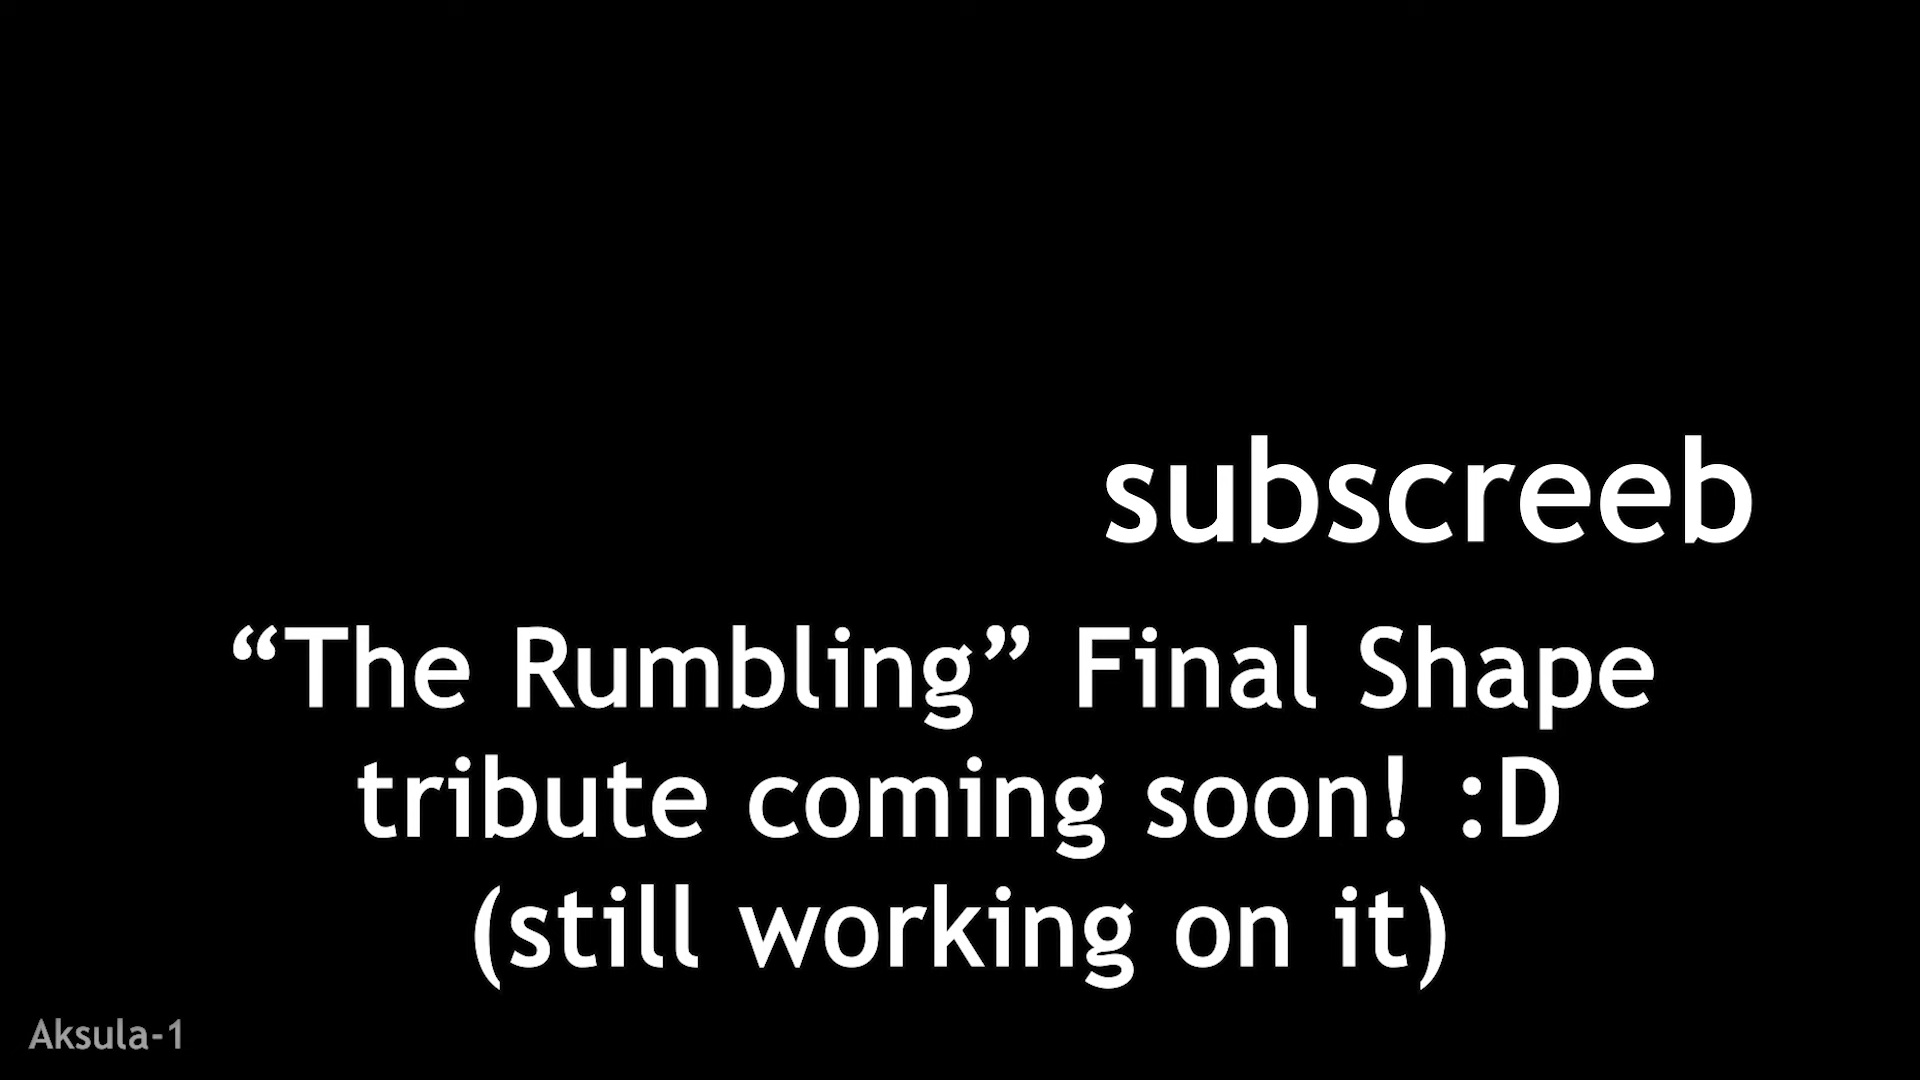 subscreeb
“The Rumbling” Final Shape
tribute coming soon! :D
(still working on it)
Aksula-1